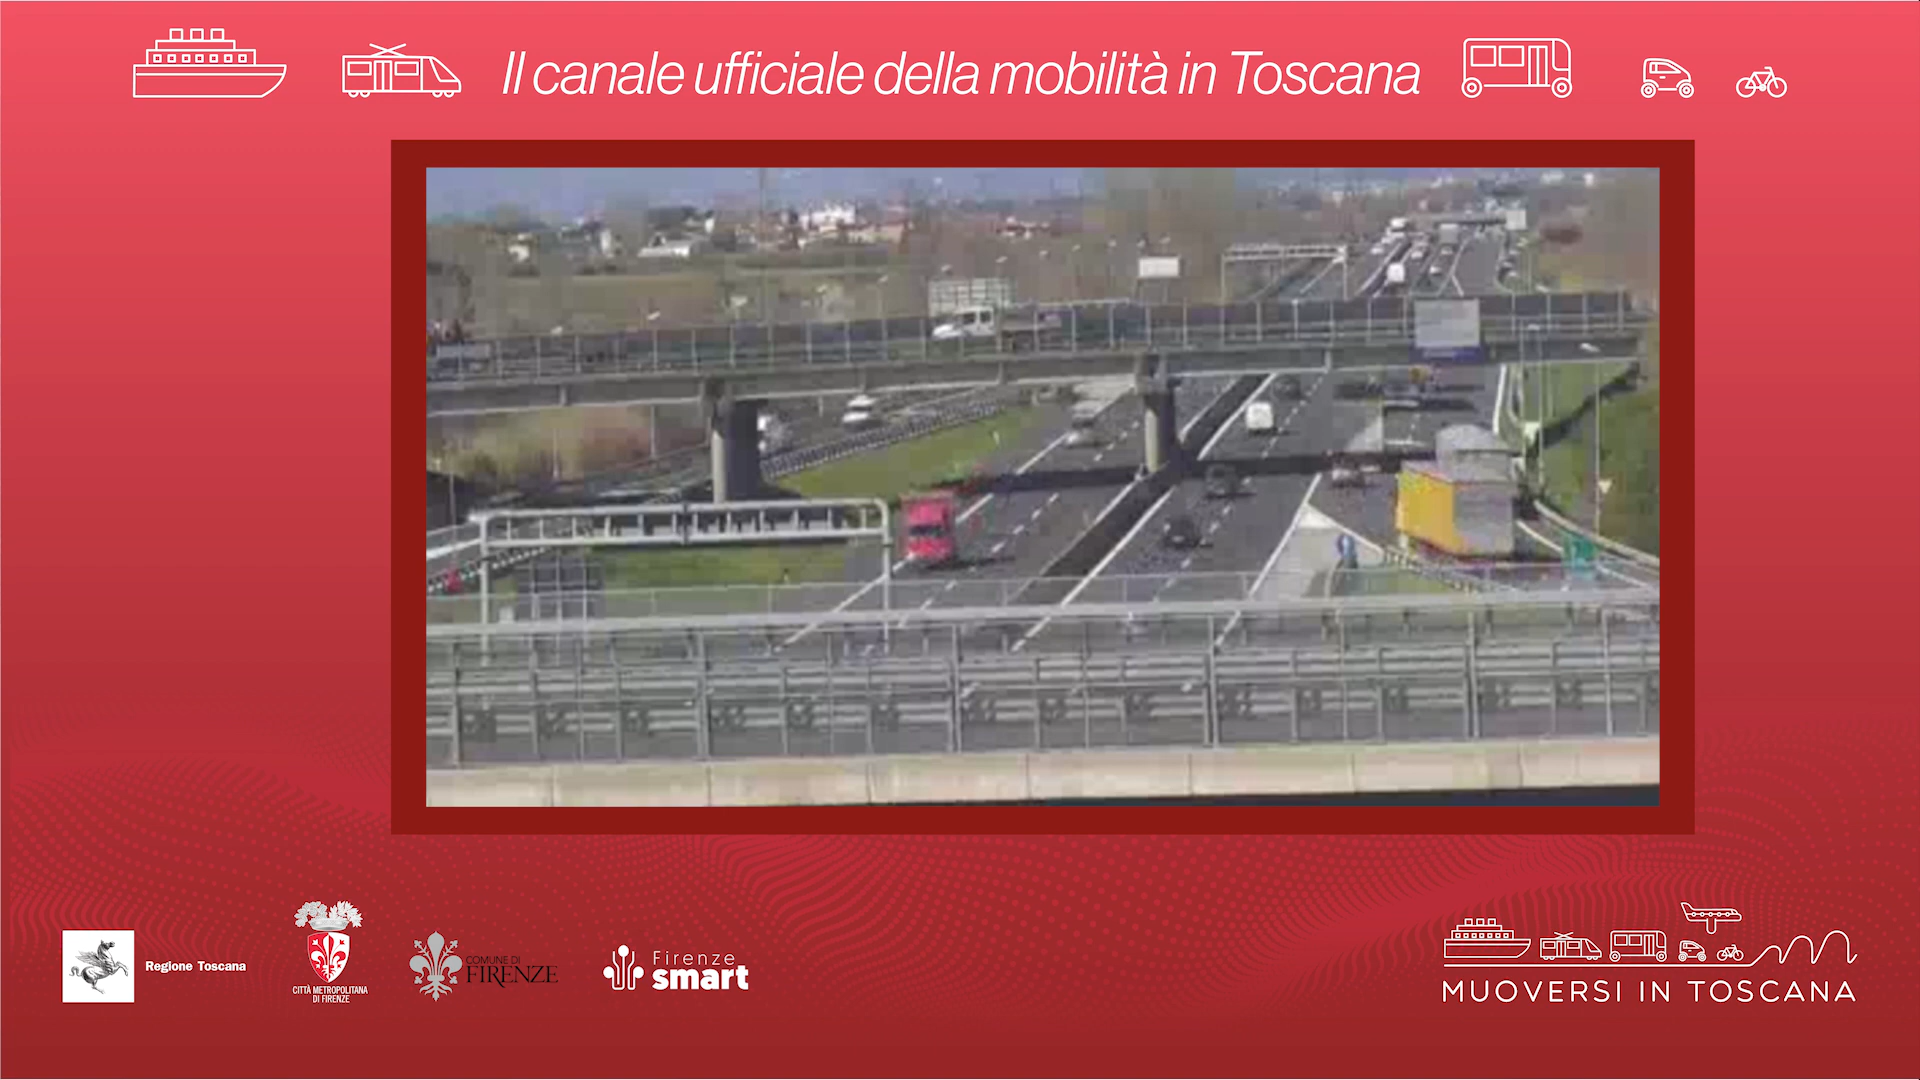 Il canale ufficiale della mobilità in Toscana
Regione Toscana
CITTÀ METROPOLITANA
DI FIRENZE
COMUNE DI
FIRENZE
Firenze
smart
MUOVERSI IN TOSCANA